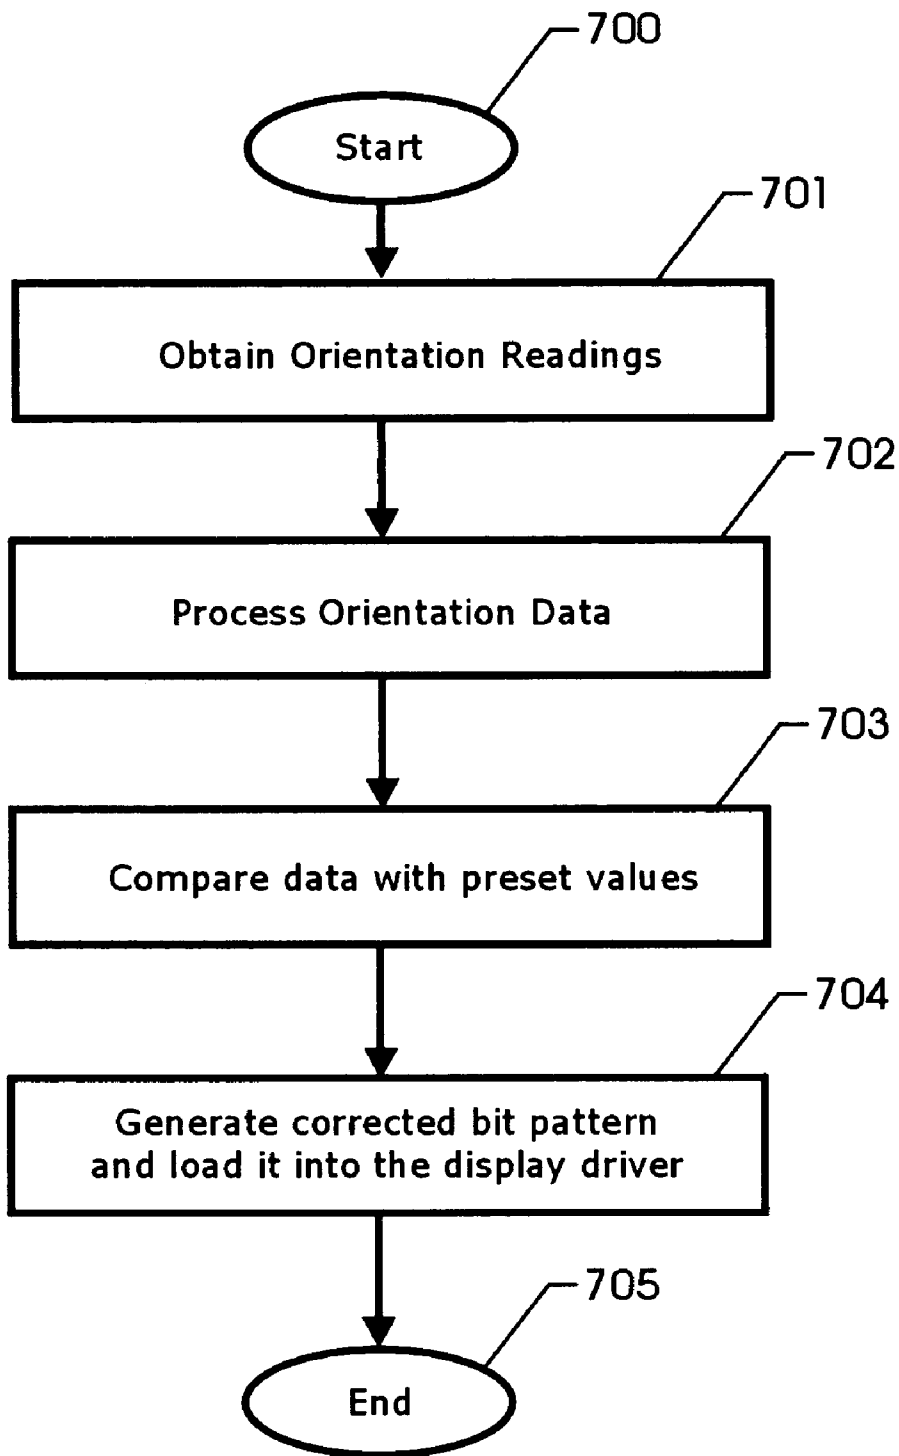 700
Start
701
Obtain Orientation Readings
702
Process Orientation Data
703
Compare data with preset values
704
Generate corrected bit pattern
and load it into the display driver
705
End